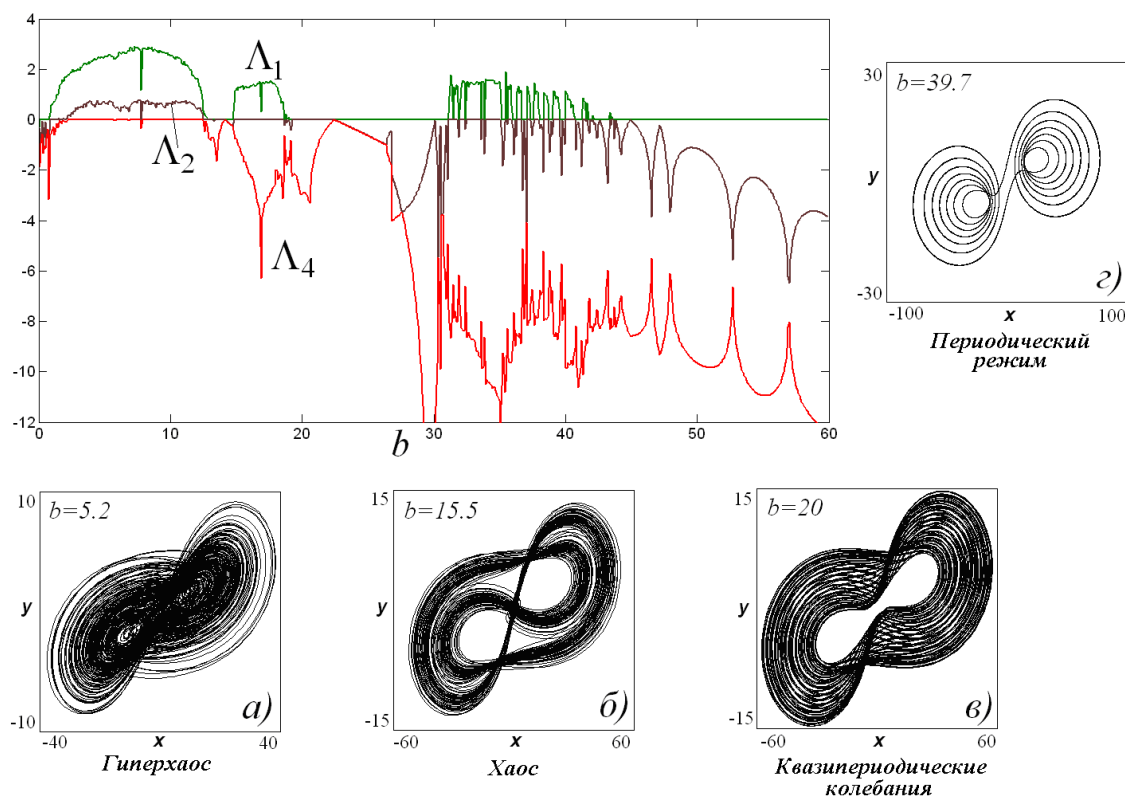 4
2
0
-2
-4
-6
-8
-10
-12
0
10
20
30
40
50
60
b
Λ1
Λ2
Λ4
b=39.7
30
y
-30
-100
x
100
г)
Периодический
режим
b=5.2
10
y
-10
-40
x
40
а)
Гиперхаос
b=15.5
15
y
-15
-60
x
60
б)
Хаос
b=20
15
y
-15
-60
x
60
в)
Квазипериодические
колебания